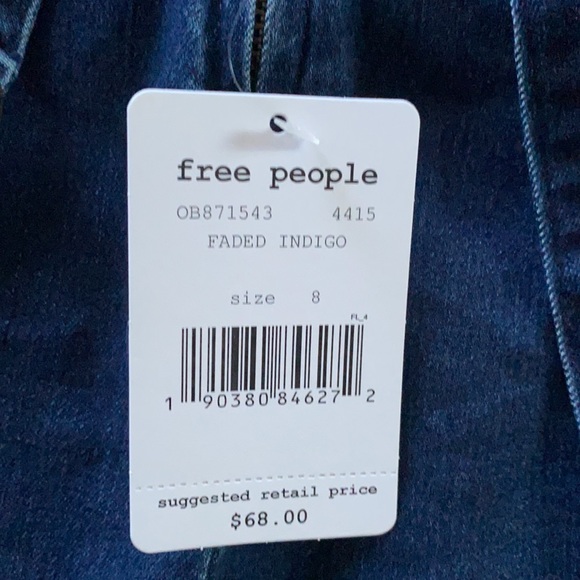 free people
OB871543 4415
FADED INDIGO
size 8
FL_4
1 90380 84627 2
suggested retail price
$68.00